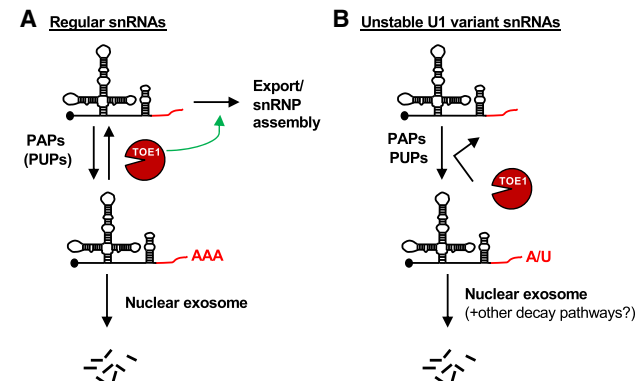 A Regular snRNAs
Export/
snRNP
assembly
PAPs
(PUPs)
TOE1
AAA
Nuclear exosome
B Unstable U1 variant snRNAs
PAPs
PUPs
TOE1
A/U
Nuclear exosome
(+other decay pathways?)